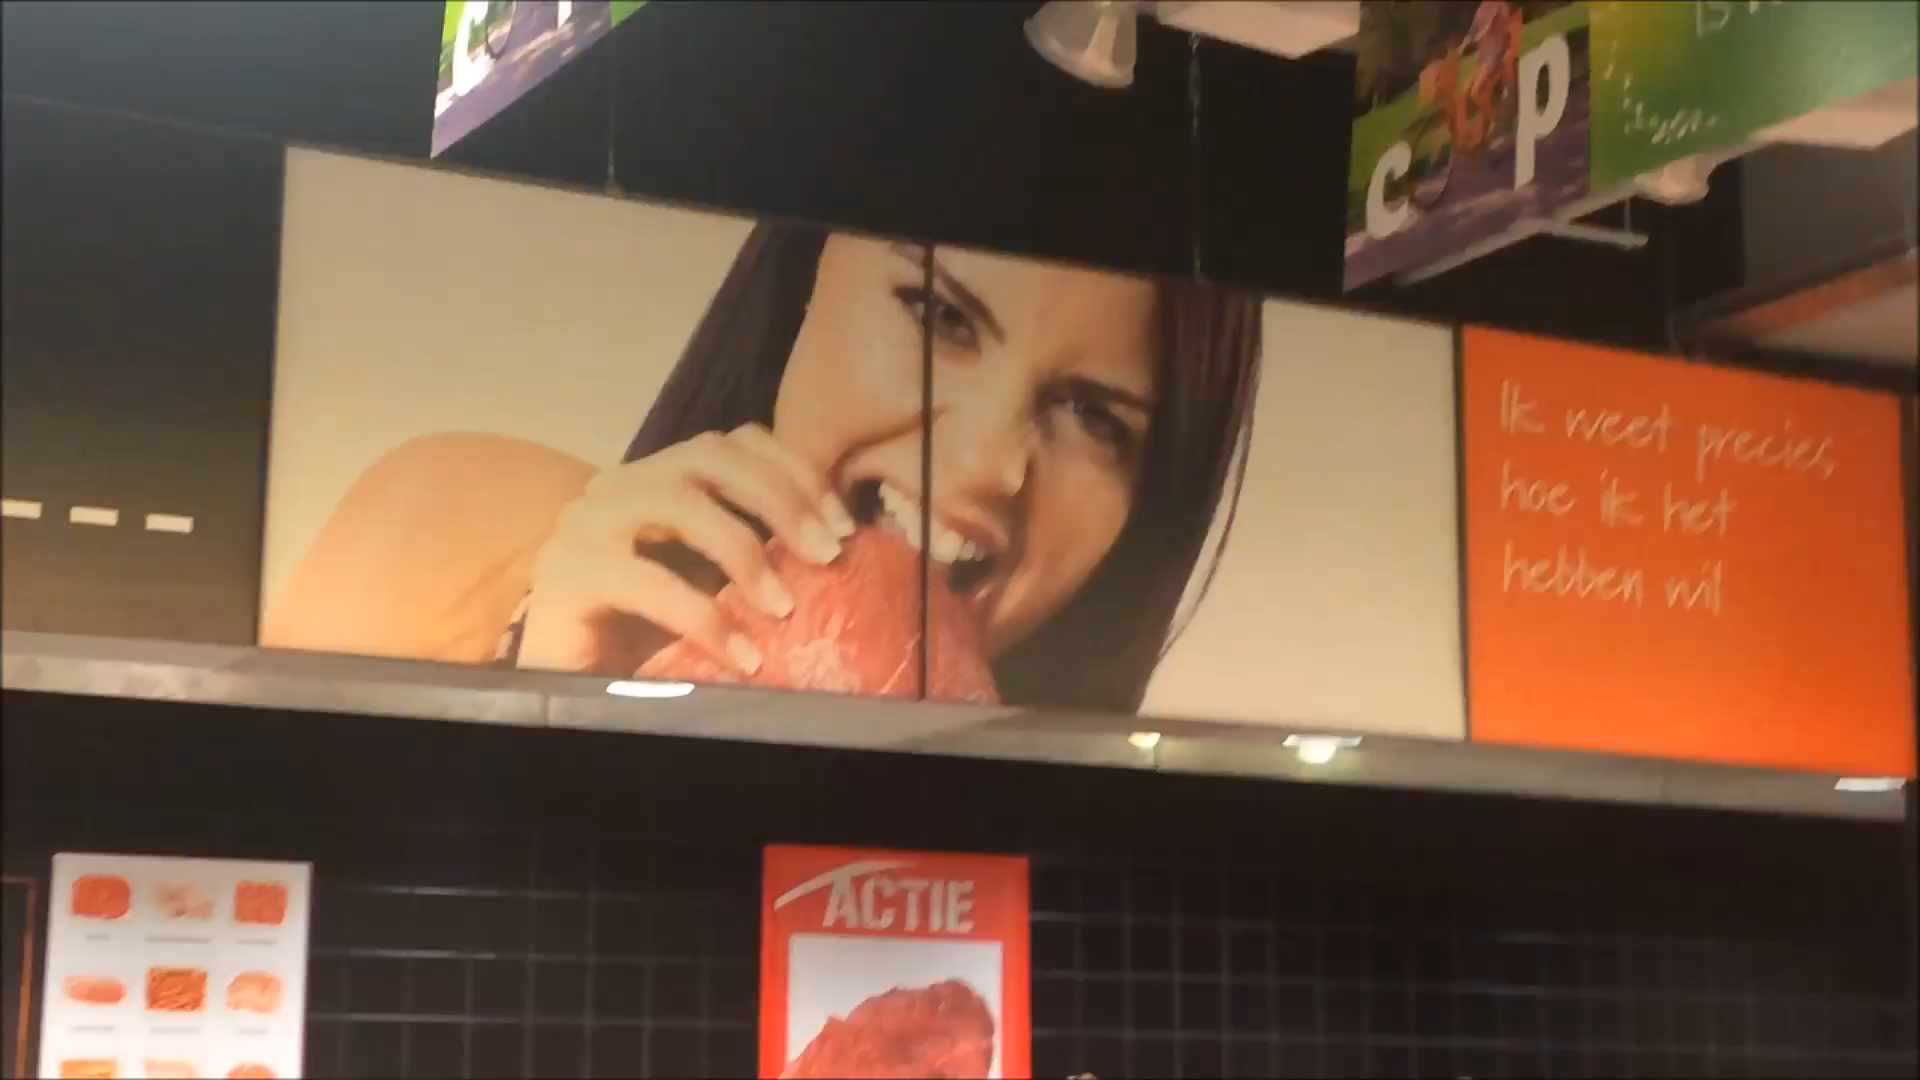 c p
Ik weet precies,
hoe ik het
hebben wil
ACTIE